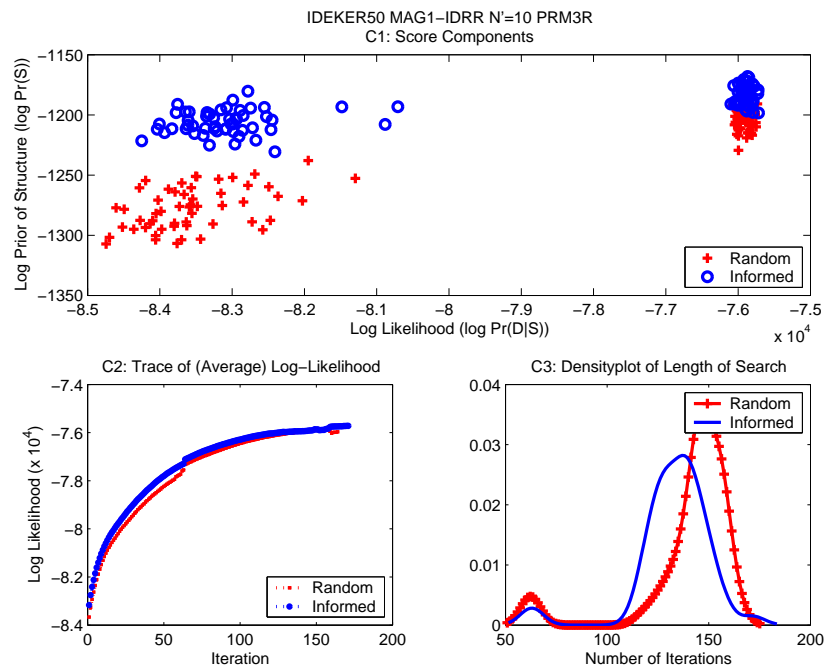 IDEKER50 MAG1−IDRR N'=10 PRM3R
C1: Score Components
−1150
−1200
−1250
−1300
−1350
Log Prior of Structure (log Pr(S))
Random
Informed
−8.5 −8.4 −8.3 −8.2 −8.1 −8 −7.9 −7.8 −7.7 −7.6 −7.5
Log Likelihood (log Pr(D|S))
x 10^4
C2: Trace of (Average) Log−Likelihood
−7.4
−7.6
−7.8
−8
−8.2
−8.4
Log Likelihood (x 10^4)
Random
Informed
0 50 100 150 200
Iteration
C3: Densityplot of Length of Search
0.04
0.03
0.02
0.01
0
Random
Informed
50 100 150 200
Number of Iterations